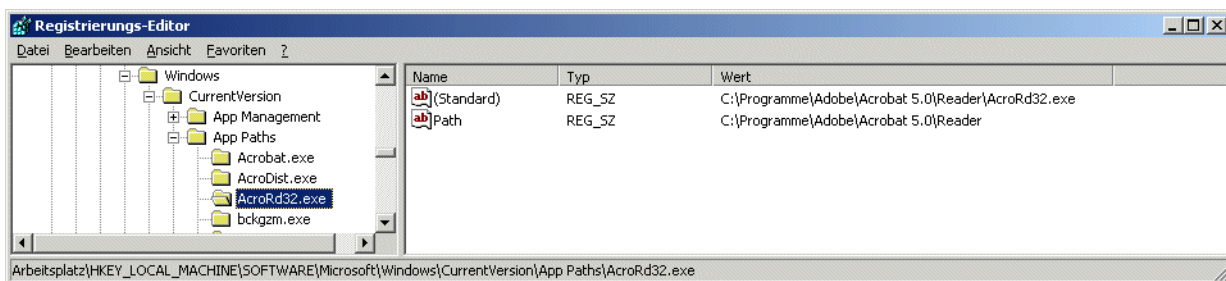 Registrierungs-Editor
Datei Bearbeiten Ansicht Favoriten ?
Windows
CurrentVersion
App Management
App Paths
Acrobat.exe
AcroDist.exe
AcroRd32.exe
bckgzm.exe
Name Typ Wert
ab (Standard) REG_SZ C:\Programme\Adobe\Acrobat 5.0\Reader\AcroRd32.exe
ab Path REG_SZ C:\Programme\Adobe\Acrobat 5.0\Reader
Arbeitsplatz\HKEY_LOCAL_MACHINE\SOFTWARE\Microsoft\Windows\CurrentVersion\App Paths\AcroRd32.exe